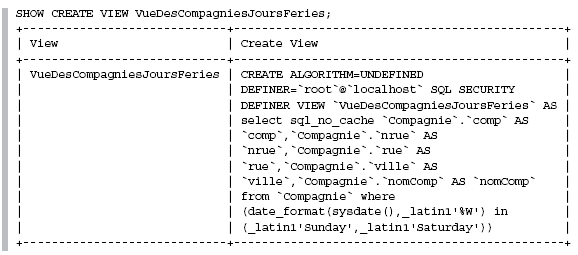 SHOW CREATE VIEW VueDesCompagniesJoursFeries;
+----------------------------+---------------------------------------------+
| View | Create View |
+----------------------------+---------------------------------------------+
| VueDesCompagniesJoursFeries | CREATE ALGORITHM=UNDEFINED
| DEFINER=`root`@`localhost` SQL SECURITY
| DEFINER VIEW `VueDesCompagniesJoursFeries` AS
| select sql_no_cache `Compagnie`.`comp` AS
| `comp`,`Compagnie`.`nrue` AS
| `nrue`,`Compagnie`.`rue` AS
| `rue`,`Compagnie`.`ville` AS
| `ville`,`Compagnie`.`nomComp` AS `nomComp`
| from `Compagnie` where
| (date_format(sysdate(),_latin1'%W') in
| (_latin1'Sunday',_latin1'Saturday')) |
+----------------------------+---------------------------------------------+